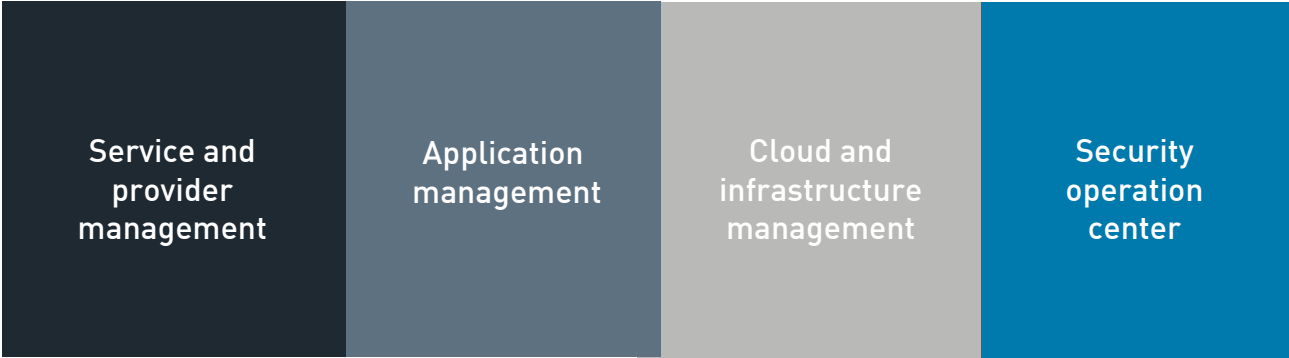 Service and
provider
management
Application
management
Cloud and
infrastructure
management
Security
operation
center